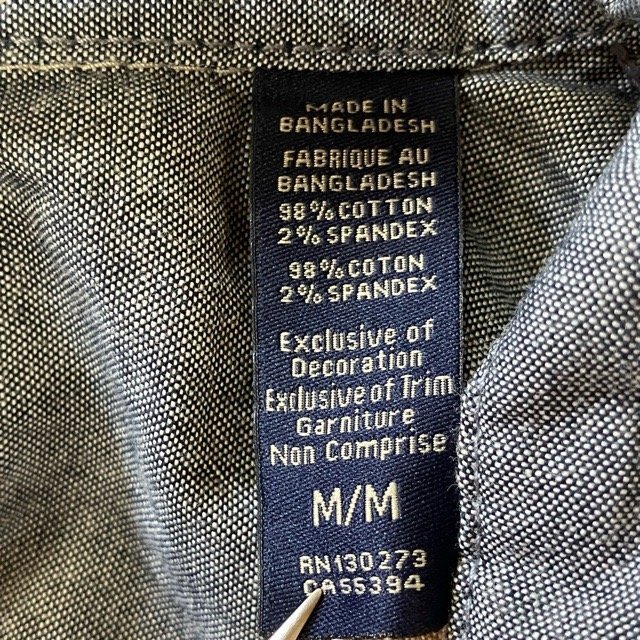 MADE IN
BANGLADESH
FABRIQUE AU
BANGLADESH
98% COTTON
2% SPANDEX
98% COTON
2% SPANDEX
Exclusive of
Decoration
Exclusive of Trim
Garniture
Non Comprise
M/M
RN130273
CA55394